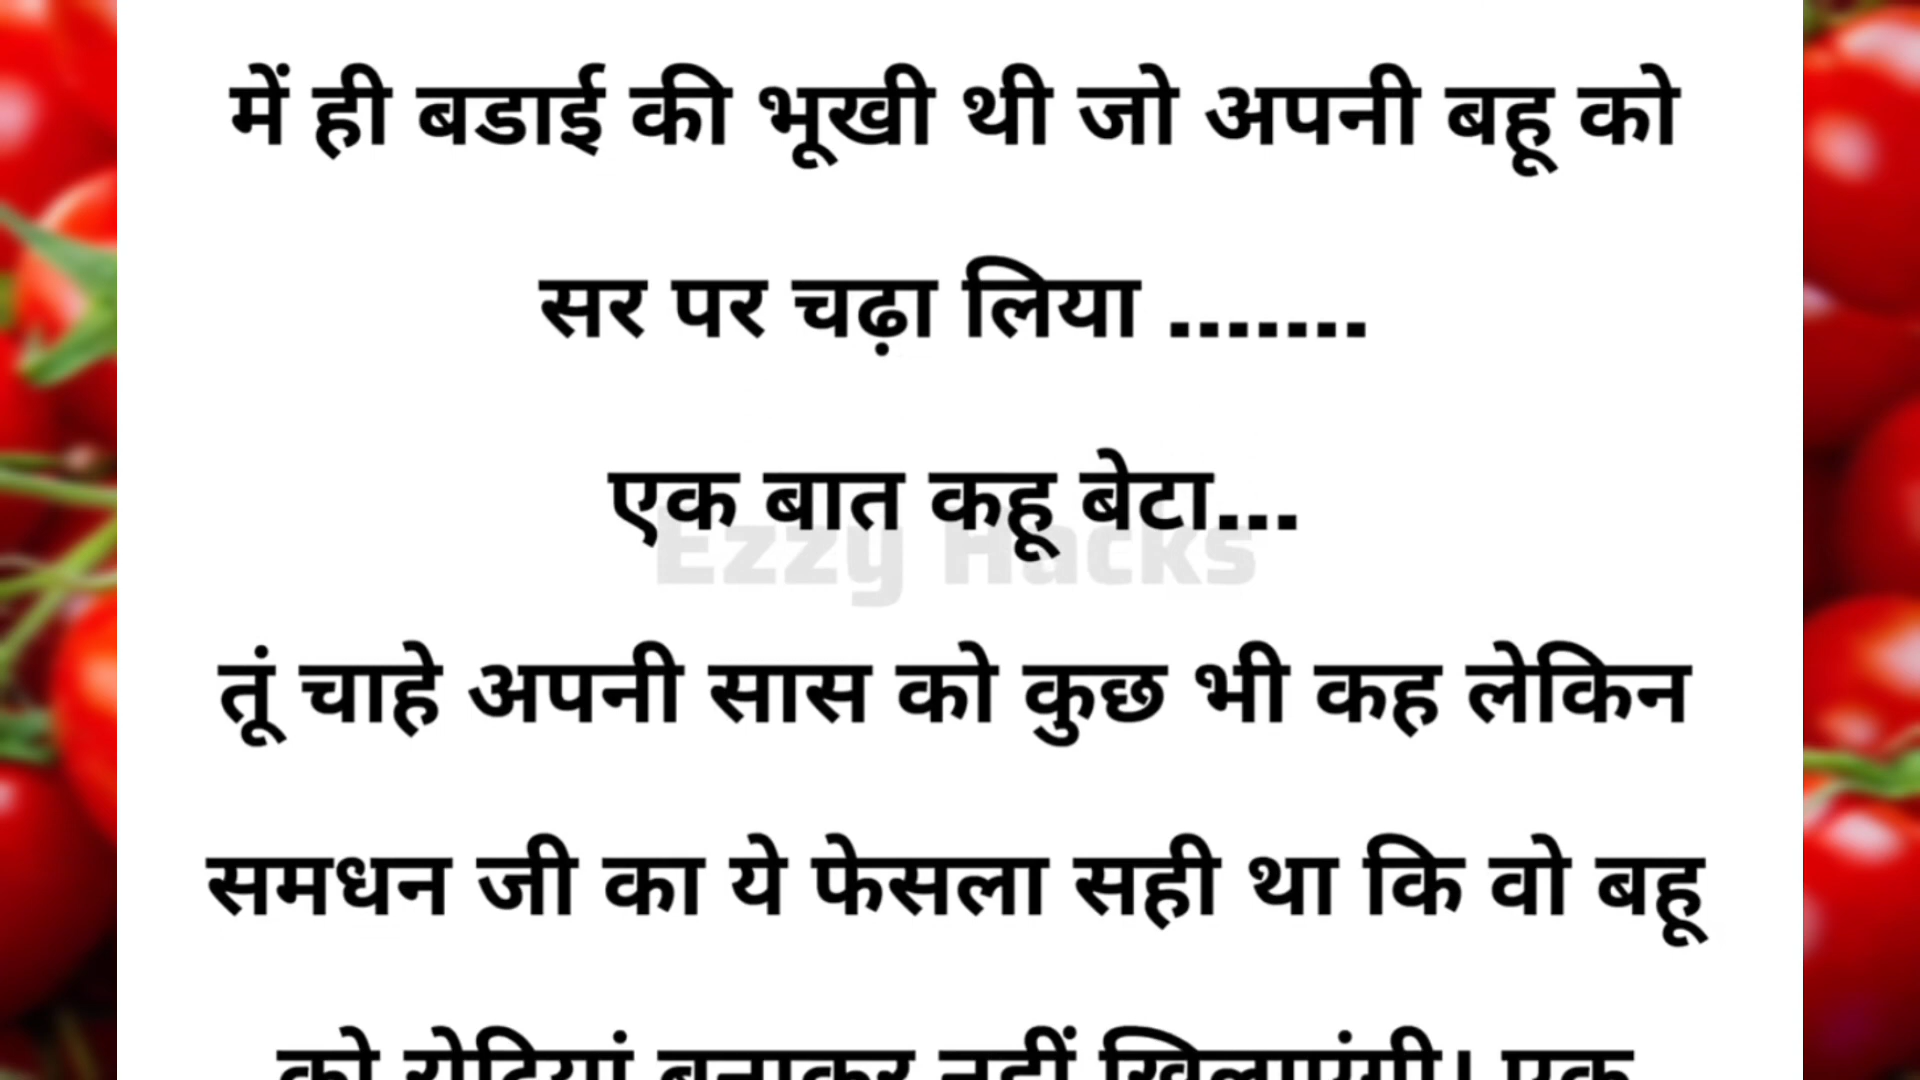 में ही बडाई की भूखी थी जो अपनी बहू को
सर पर चढ़ा लिया .......
एक बात कहू बेटा...
Ezzy Hacks
तूं चाहे अपनी सास को कुछ भी कह लेकिन
समधन जी का ये फेसला सही था कि वो बहू
को रोटियां बनाकर नहीं खिलाएंगी। एक